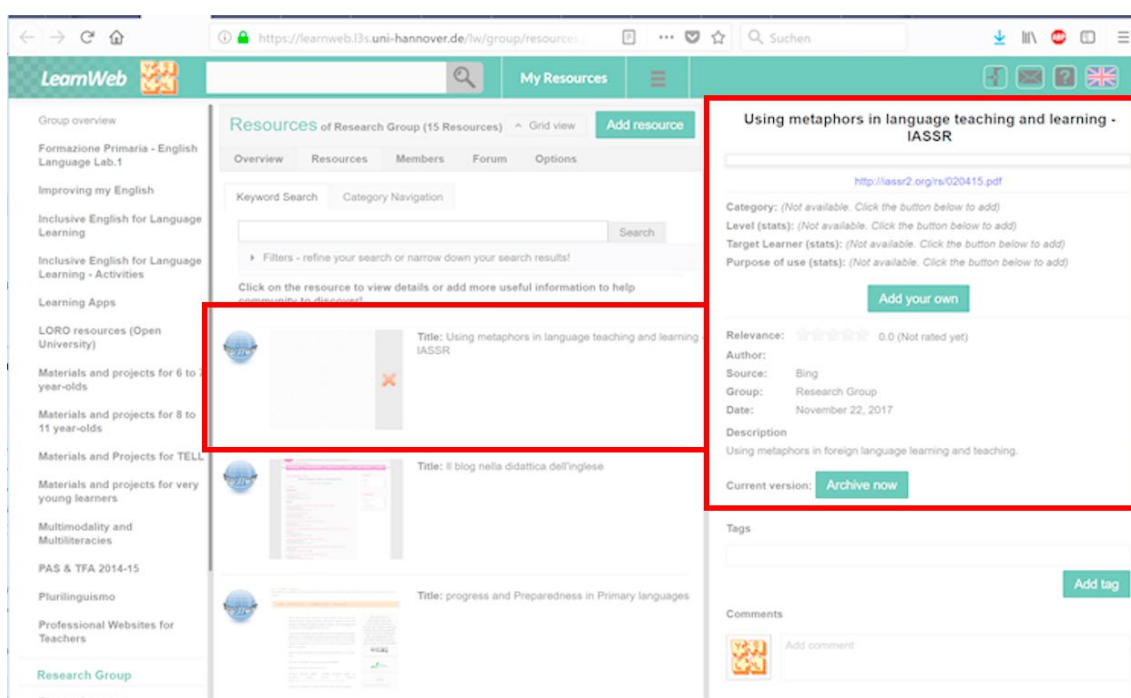 https://learnweb.l3s.uni-hannover.de/lw/group/resources
Suchen
ABP
LearnWeb
My Resources
Group overview
Formazione Primaria - English
Language Lab.1
Improving my English
Inclusive English for Language
Learning
Inclusive English for Language
Learning - Activities
Learning Apps
LORO resources (Open
University)
Materials and projects for 6 to 7
year-olds
Materials and projects for 8 to
11 year-olds
Materials and Projects for TELL
Materials and projects for very
young learners
Multimodality and
Multiliteracies
PAS & TFA 2014-15
Plurilinguismo
Professional Websites for
Teachers
Research Group
Resources of Research Group (15 Resources)
Grid view
Add resource
Overview Resources Members Forum Options
Keyword Search Category Navigation
Search
Filters - refine your search or narrow down your search results!
Click on the resource to view details or add more useful information to help
community to discover!
Title: Using metaphors in language teaching and learning -
IASSR
Title: Il blog nella didattica dell'inglese
Title: progress and Preparedness in Primary languages
Using metaphors in language teaching and learning -
IASSR
http://iassr2.org/rs/020415.pdf
Category: (Not available. Click the button below to add)
Level (stats): (Not available. Click the button below to add)
Target Learner (stats): (Not available. Click the button below to add)
Purpose of use (stats): (Not available. Click the button below to add)
Add your own
Relevance: 0.0 (Not rated yet)
Author:
Source: Bing
Group: Research Group
Date: November 22, 2017
Description
Using metaphors in foreign language learning and teaching.
Current version: Archive now
Tags
Add tag
Comments
Add comment